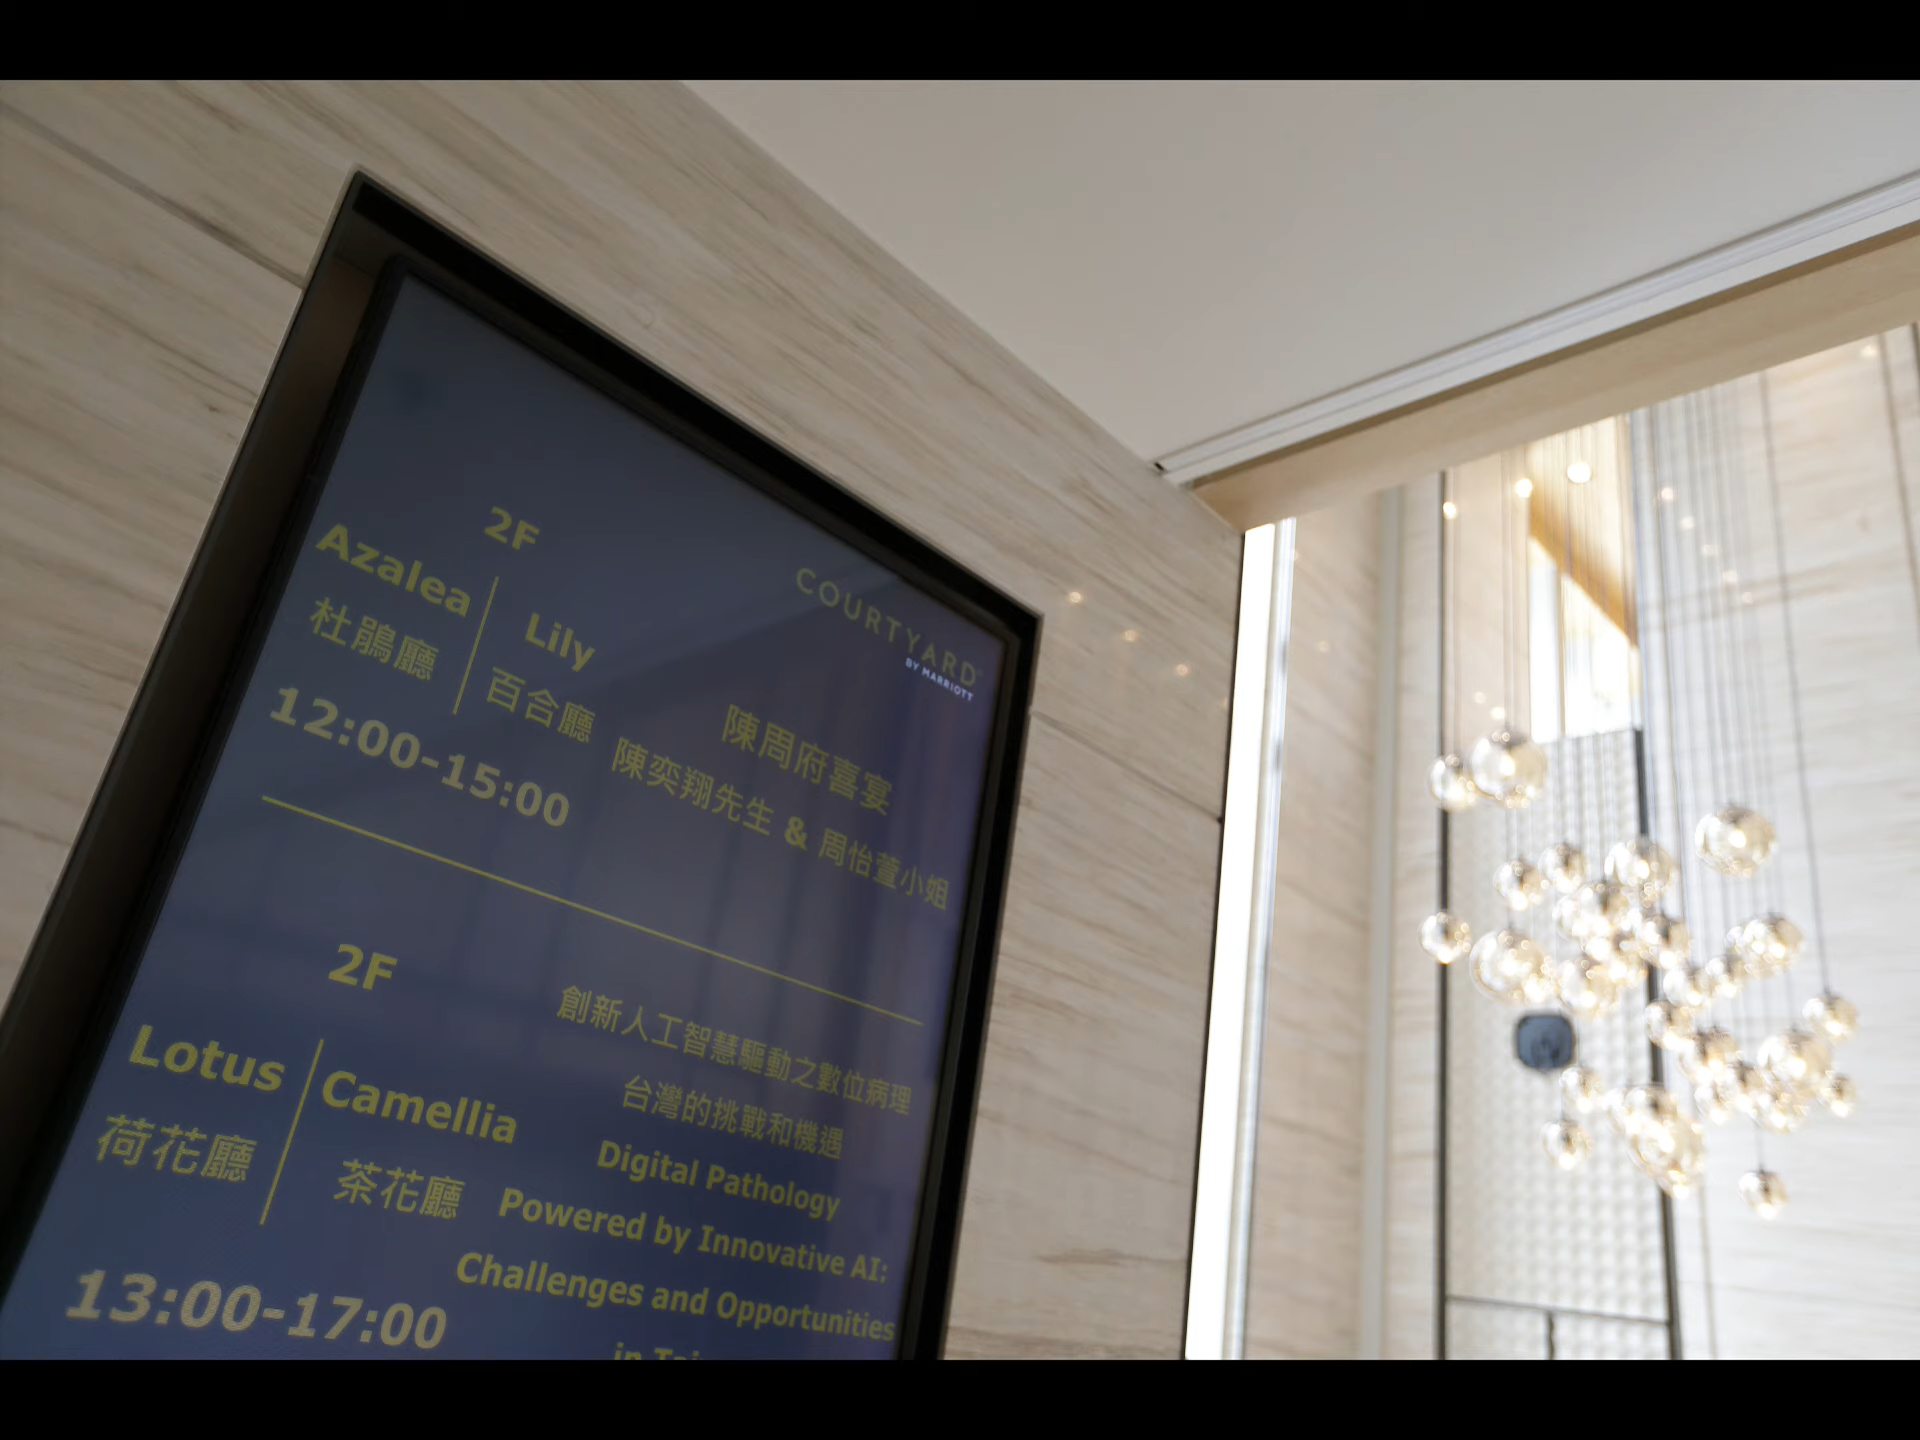 COURTYARD
BY MARRIOTT
2F
Azalea
杜鵑廳
Lily
百合廳
12:00-15:00
陳周府喜宴
陳奕翔先生 & 周怡萱小姐
2F
Lotus
荷花廳
Camellia
茶花廳
13:00-17:00
創新人工智慧驅動之數位病理
台灣的挑戰和機遇
Digital Pathology
Powered by Innovative AI:
Challenges and Opportunities
in